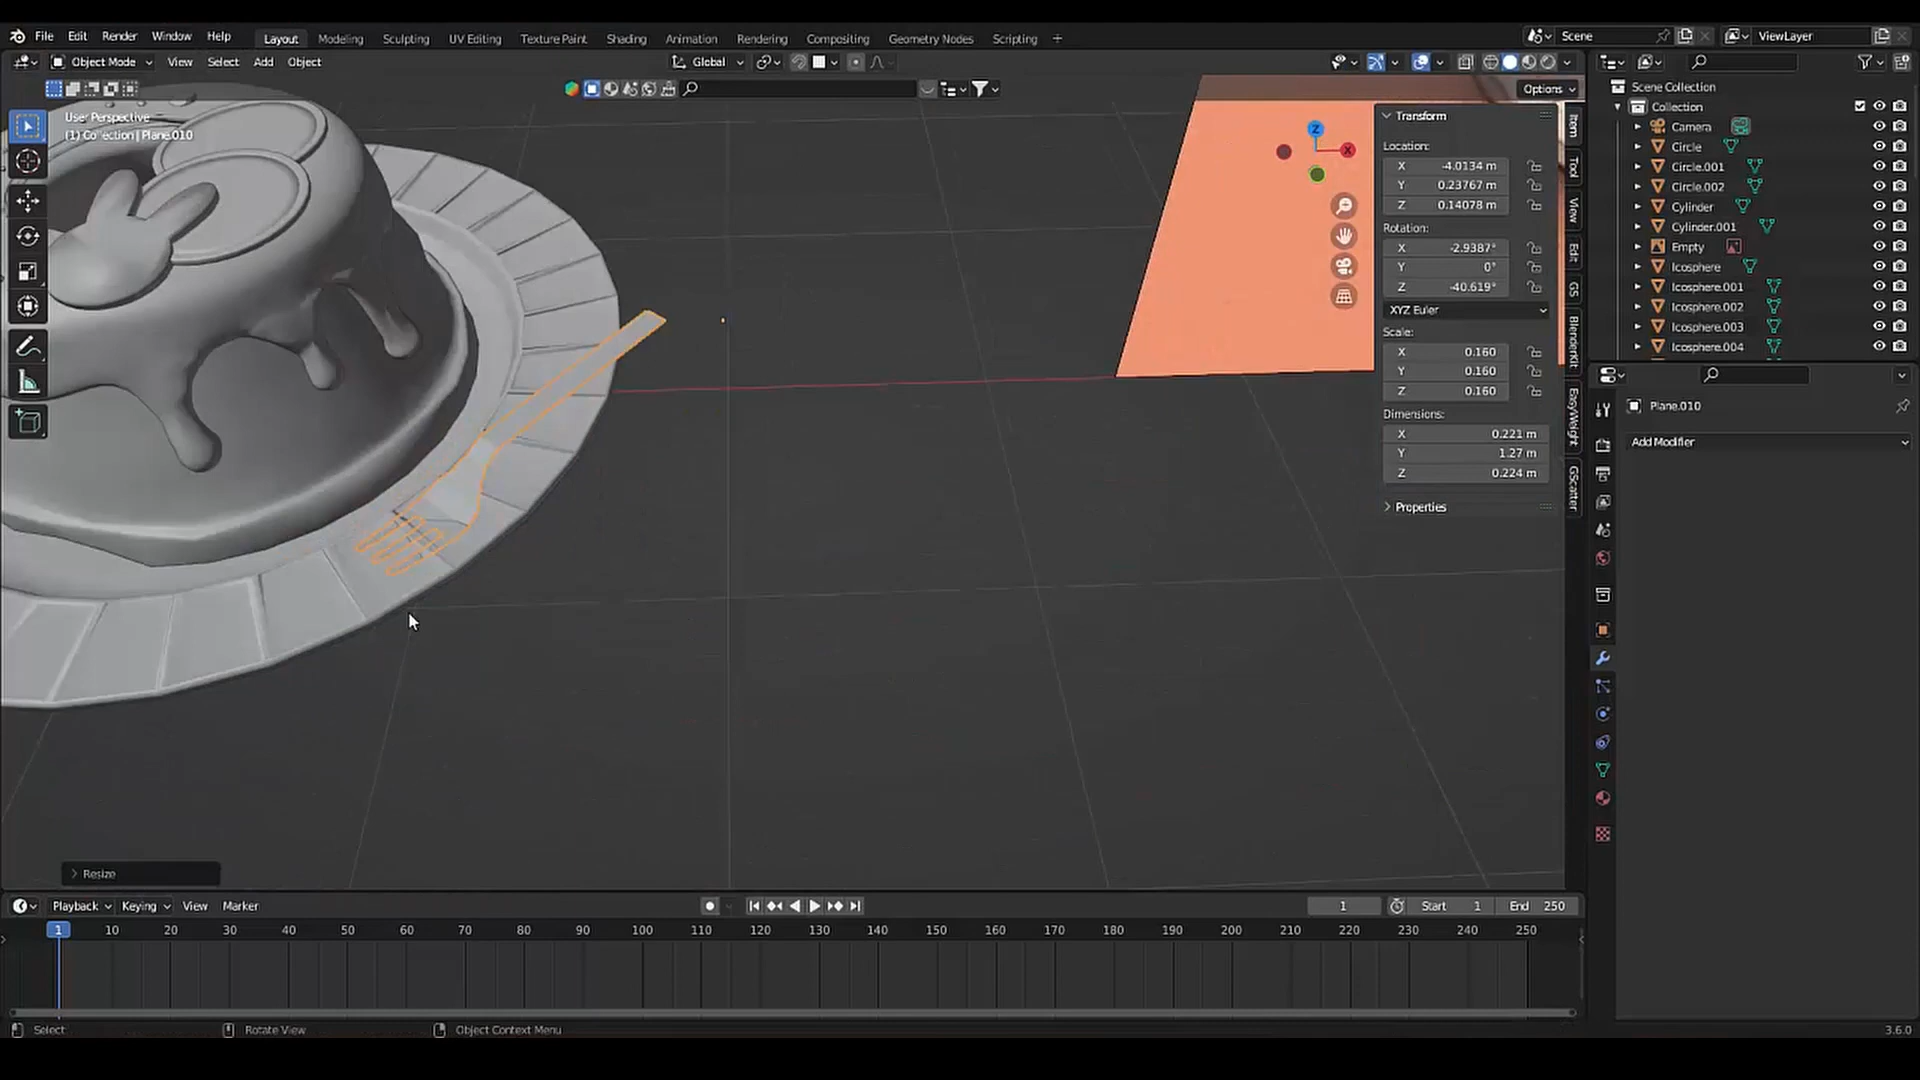 File Edit Render Window Help Layout Modeling Sculpting UV Editing Texture Paint Shading Animation Rendering Compositing Geometry Nodes Scripting + Scene ViewLayer
Object Mode View Select Add Object Global
Options
User Perspective
(1) Collection | Plane.010
Z
X
Transform
Location:
X -4.0134 m
Y 0.23767 m
Z 0.14078 m
Rotation:
X -2.9387°
Y 0°
Z -40.619°
XYZ Euler
Scale:
X 0.160
Y 0.160
Z 0.160
Dimensions:
X 0.221 m
Y 1.27 m
Z 0.224 m
Properties
Item
Tool
View
Edit
GS
BlenderKit
EasyWeight
GScatter
Scene Collection
Collection
Camera
Circle
Circle.001
Circle.002
Cylinder
Cylinder.001
Empty
Icosphere
Icosphere.001
Icosphere.002
Icosphere.003
Icosphere.004
Plane.010
Add Modifier
Resize
Playback Keying View Marker 1 Start 1 End 250
1 10 20 30 40 50 60 70 80 90 100 110 120 130 140 150 160 170 180 190 200 210 220 230 240 250
Select Rotate View Object Context Menu 3.6.0